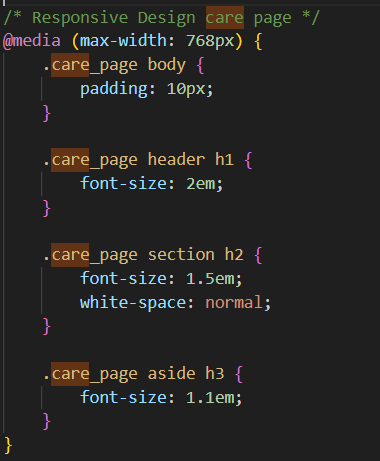 /* Responsive Design care page */
@media (max-width: 768px) {
    .care_page body {
        padding: 10px;
    }

    .care_page header h1 {
        font-size: 2em;
    }

    .care_page section h2 {
        font-size: 1.5em;
        white-space: normal;
    }

    .care_page aside h3 {
        font-size: 1.1em;
    }
}